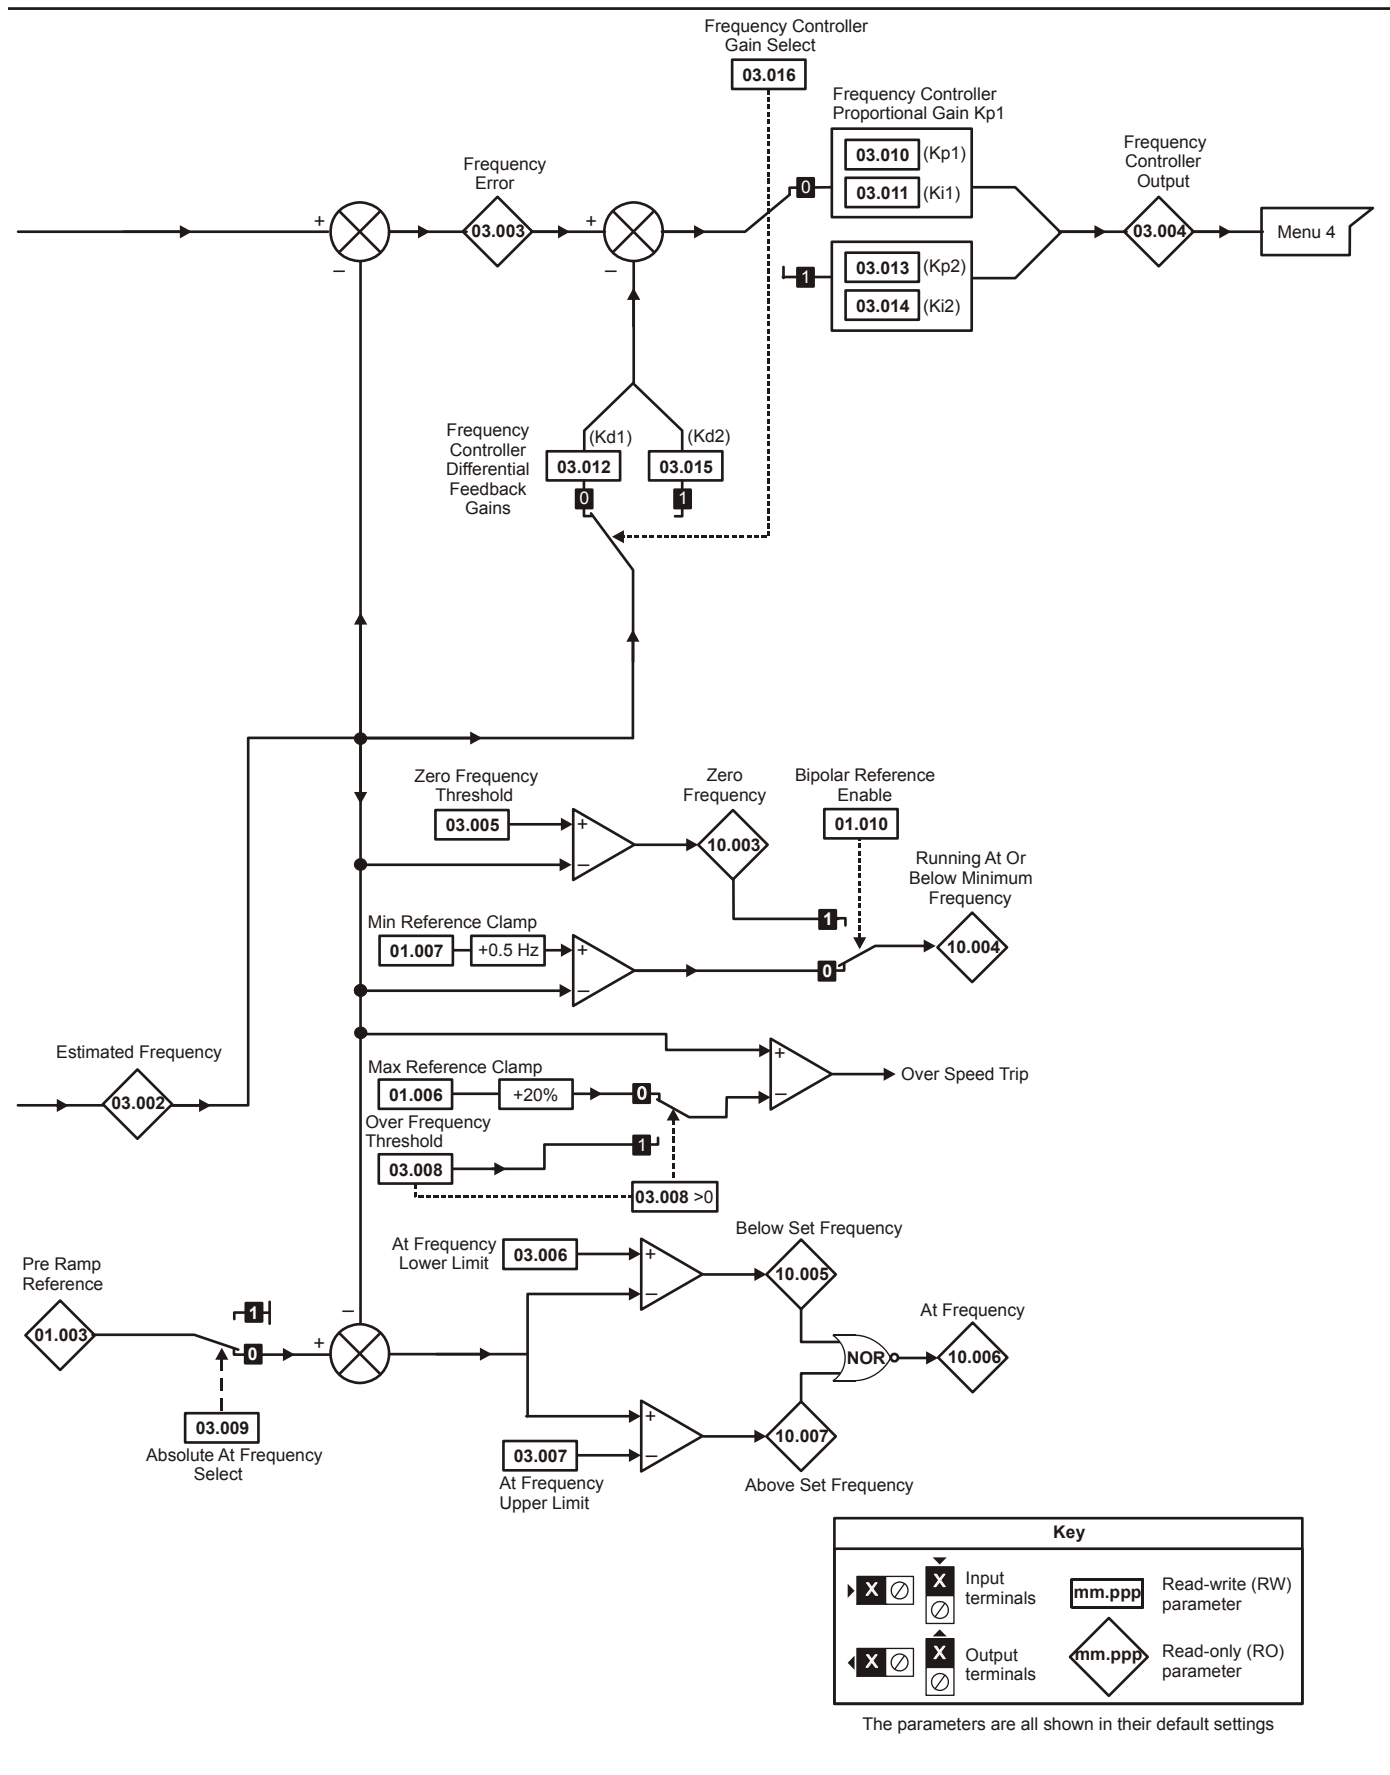 Frequency Controller
Gain Select
03.016
Frequency Controller
Proportional Gain Kp1
03.010 (Kp1)
03.011 (Ki1)
0
Frequency
Error
03.003
+
–
+
–
Frequency
Controller
Output
03.004
Menu 4
1
03.013 (Kp2)
03.014 (Ki2)
Frequency
Controller
Differential
Feedback
Gains
(Kd1)
03.012
0
(Kd2)
03.015
1
Zero Frequency
Threshold
03.005
+
–
Zero
Frequency
10.003
Bipolar Reference
Enable
01.010
Running At Or
Below Minimum
Frequency
10.004
1
0
Min Reference Clamp
01.007
+0.5 Hz
+
–
Estimated Frequency
03.002
Max Reference Clamp
01.006
+20%
0
+
–
Over Speed Trip
Over Frequency
Threshold
03.008
1
03.008 >0
Pre Ramp
Reference
01.003
1
0
+
–
03.009
Absolute At Frequency
Select
At Frequency
Lower Limit
03.006
+
–
Below Set Frequency
10.005
NOR
At Frequency
10.006
+
–
03.007
At Frequency
Upper Limit
10.007
Above Set Frequency
Key
X
X
Input
terminals
mm.ppp
Read-write (RW)
parameter
X
X
Output
terminals
mm.ppp
Read-only (RO)
parameter
The parameters are all shown in their default settings